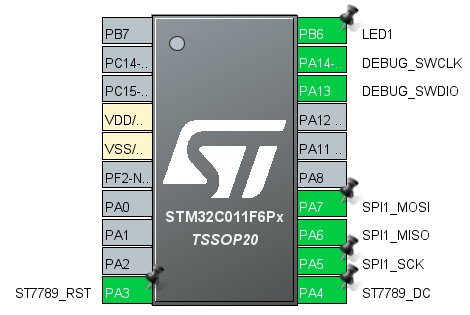 PB7
PB6
LED1
PC14-..
PA14-..
DEBUG_SWCLK
PC15-..
PA13
DEBUG_SWDIO
VDD/..
PA12 ..
VSS/..
PA11 ..
PF2-N..
PA8
PA0
PA7
SPI1_MOSI
ST
STM32C011F6Px
TSSOP20
PA1
PA6
SPI1_MISO
PA2
PA5
SPI1_SCK
ST7789_RST
PA3
PA4
ST7789_DC